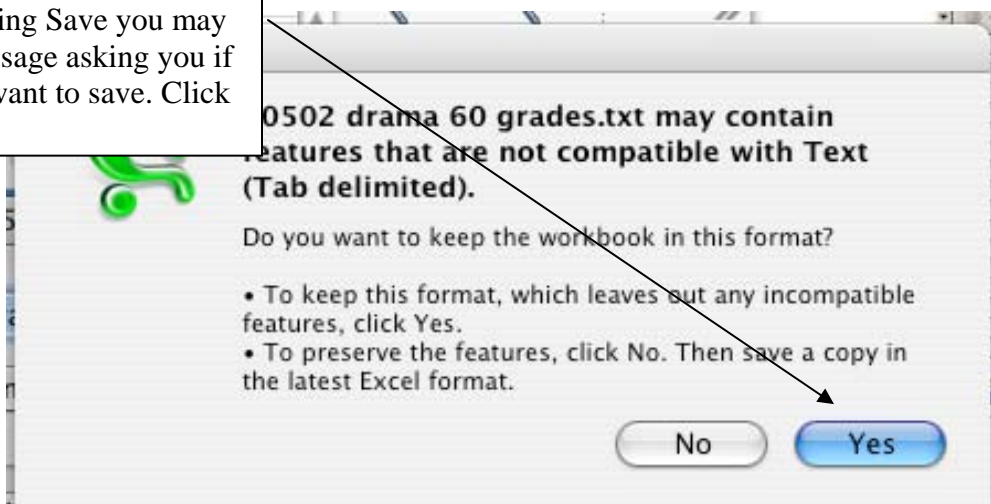 ing Save you may
sage asking you if
want to save. Click
0502 drama 60 grades.txt may contain
features that are not compatible with Text
(Tab delimited).
Do you want to keep the workbook in this format?
• To keep this format, which leaves out any incompatible
features, click Yes.
• To preserve the features, click No. Then save a copy in
the latest Excel format.
No Yes